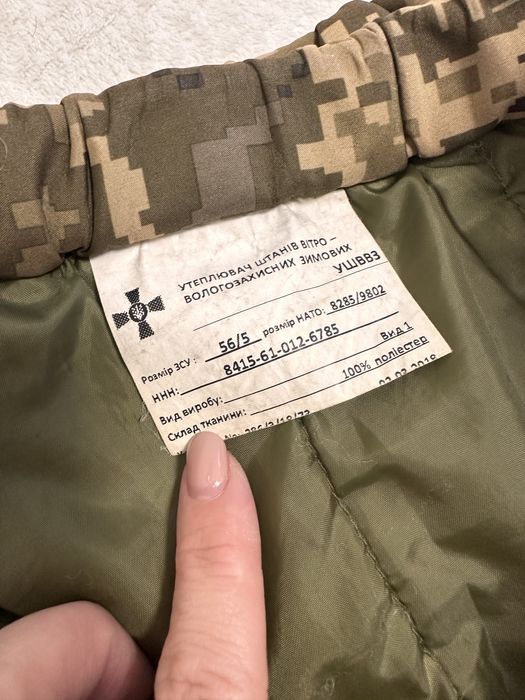 УТЕПЛЮВАЧ ШТАНІВ ВІТРО –
ВОЛОГОЗАХИСНИХ ЗИМОВИХ
УШВВЗ
Розмір ЗСУ : 56/5 розмір НАТО: 8285/9802
ННН: 8415-61-012-6785
Вид виробу: Вид 1
Склад тканини: 100% поліестер